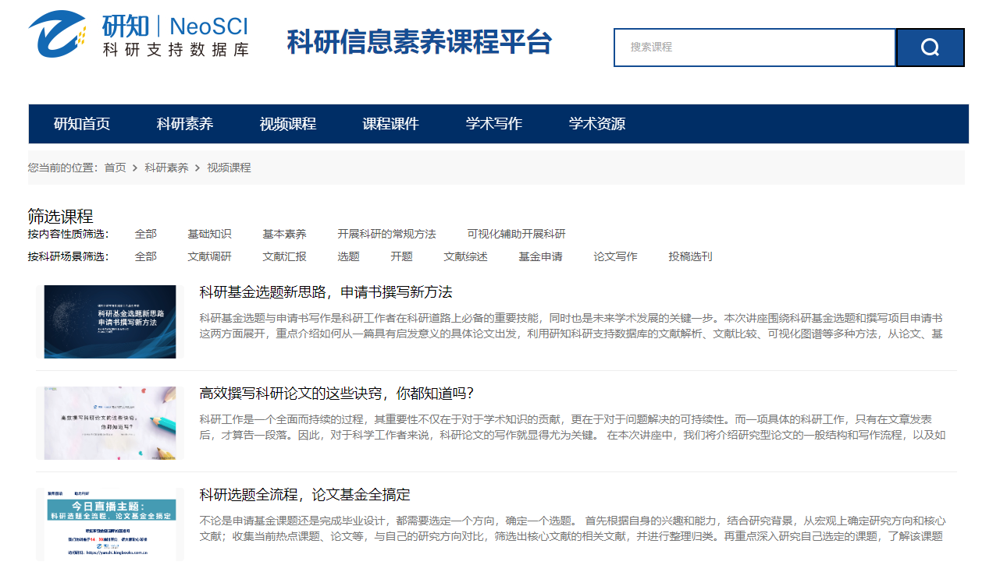 研知 | NeoSCI
科研支持数据库
科研信息素养课程平台
搜索课程
研知首页 科研素养 视频课程 课程课件 学术写作 学术资源
您当前的位置：首页 > 科研素养 > 视频课程
筛选课程
按内容性质筛选： 全部 基础知识 基本素养 开展科研的常规方法 可视化辅助开展科研
按科研场景筛选： 全部 文献调研 文献汇报 选题 开题 文献综述 基金申请 论文写作 投稿选刊
科研基金选题新思路
申请书撰写新方法
科研基金选题新思路，申请书撰写新方法
科研基金选题与申请书写作是科研工作者在科研道路上必备的重要技能，同时也是未来学术发展的关键一步。本次讲座围绕科研基金选题和撰写项目申请书
这两方面展开，重点介绍如何从一篇具有启发意义的具体论文出发，利用研知科研支持数据库的文献解析、文献比较、可视化图谱等多种方法，从论文、基
高效撰写科研论文的这些诀窍，
你都知道吗？
高效撰写科研论文的这些诀窍，你都知道吗？
科研工作是一个全面而持续的过程，其重要性不仅在于对于学术知识的贡献，更在于对于问题解决的可持续性。而一项具体的科研工作，只有在文章发表
后，才算告一段落。因此，对于科学工作者来说，科研论文的写作就显得尤为关键。 在本次讲座中，我们将介绍研究型论文的一般结构和写作流程，以及如
今日直播主题：
科研选题全流程，论文基金全搞定
科研选题全流程，论文基金全搞定
不论是申请基金课题还是完成毕业设计，都需要选定一个方向，确定一个选题。 首先根据自身的兴趣和能力，结合研究背景，从宏观上确定研究方向和核心
文献；收集当前热点课题、论文等，与自己的研究方向对比，筛选出核心文献的相关文献，并进行整理归类。再重点深入研究自己选定的课题，了解该课题